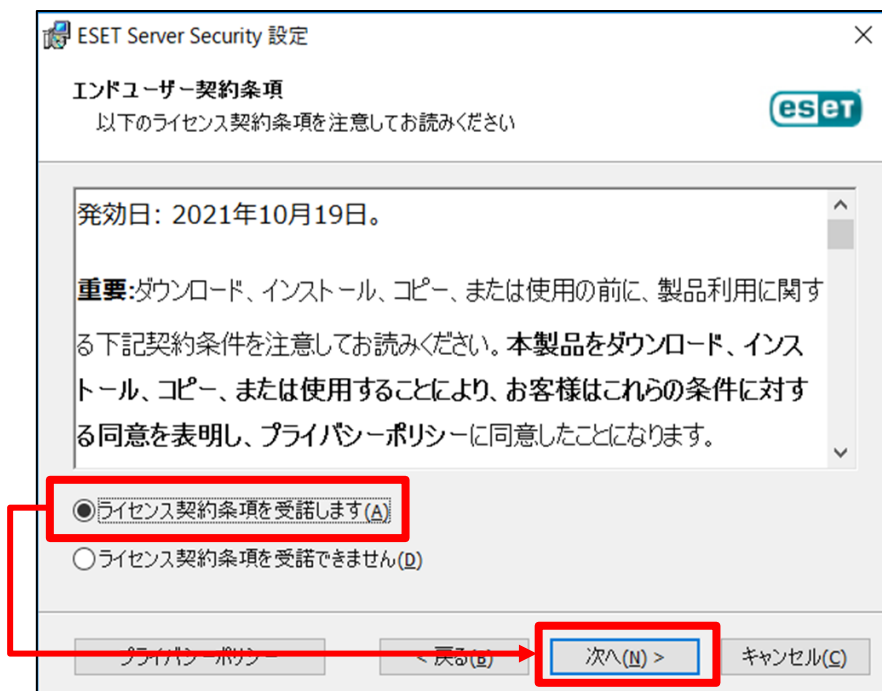 ESET Server Security 設定
エンドユーザー契約条項
以下のライセンス契約条項を注意してお読みください
eseT
発効日: 2021年10月19日。
重要:ダウンロード、インストール、コピー、または使用の前に、製品利用に関す
る下記契約条件を注意してお読みください。本製品をダウンロード、インス
トール、コピー、または使用することにより、お客様はこれらの条件に対す
る同意を表明し、プライバシーポリシーに同意したことになります。
ライセンス契約条項を受諾します(A)
ライセンス契約条項を受諾できません(D)
プライバシーポリシー
< 戻る(B)
次へ(N) >
キャンセル(C)